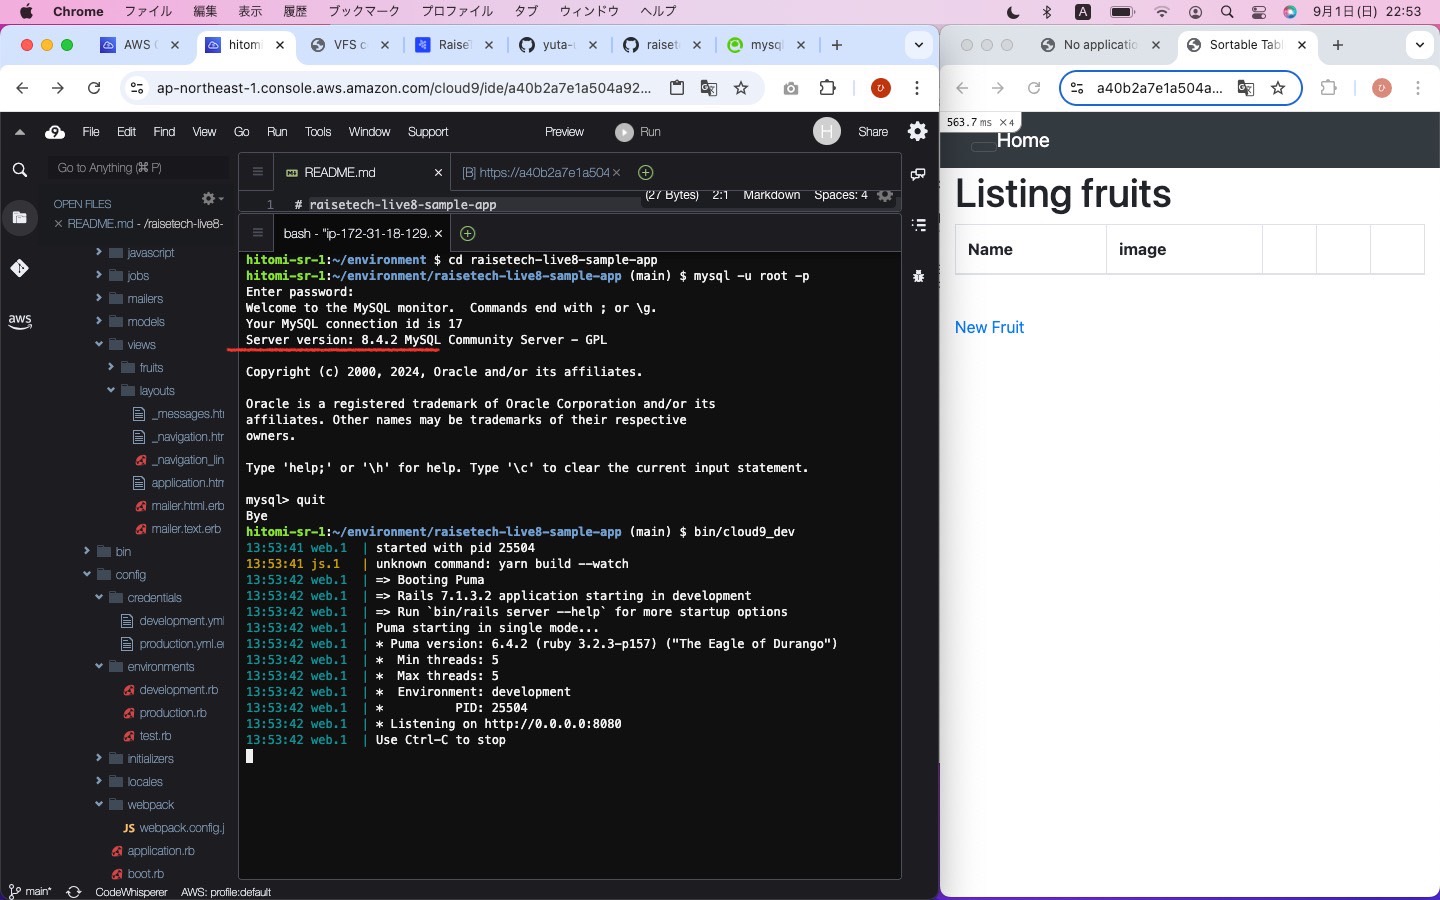 Chrome ファイル 編集 表示 履歴 ブックマーク プロファイル タブ ウィンドウ ヘルプ A 9月1日(日) 22:53
AWS hitomi VFS c Raise yuta- raiset mysq
No applicatio Sortable Tab
ap-northeast-1.console.aws.amazon.com/cloud9/ide/a40b2a7e1a504a92...
a40b2a7e1a504a...
9 File Edit Find View Go Run Tools Window Support Preview Run H Share
Go to Anything (⌘ P)
OPEN FILES
README.md - /raisetech-live8-
javascript
jobs
mailers
models
views
fruits
layouts
_messages.htr
_navigation.htr
_navigation_lin
application.htm
mailer.html.erb
mailer.text.erb
bin
config
credentials
development.yml
production.yml.e
environments
development.rb
production.rb
test.rb
initializers
locales
webpack
JS webpack.config.j
application.rb
boot.rb
aws
README.md [B] https://a40b2a7e1a504
(27 Bytes) 2:1 Markdown Spaces: 4
1 # raisetech-live8-sample-app
bash - "ip-172-31-18-129.
hitomi-sr-1:~/environment $ cd raisetech-live8-sample-app
hitomi-sr-1:~/environment/raisetech-live8-sample-app (main) $ mysql -u root -p
Enter password:
Welcome to the MySQL monitor.  Commands end with ; or \g.
Your MySQL connection id is 17
Server version: 8.4.2 MySQL Community Server - GPL
Copyright (c) 2000, 2024, Oracle and/or its affiliates.
Oracle is a registered trademark of Oracle Corporation and/or its
affiliates. Other names may be trademarks of their respective
owners.
Type 'help;' or '\h' for help. Type '\c' to clear the current input statement.
mysql> quit
Bye
hitomi-sr-1:~/environment/raisetech-live8-sample-app (main) $ bin/cloud9_dev
13:53:41 web.1  | started with pid 25504
13:53:41 js.1   | unknown command: yarn build --watch
13:53:42 web.1  | => Booting Puma
13:53:42 web.1  | => Rails 7.1.3.2 application starting in development
13:53:42 web.1  | => Run `bin/rails server --help` for more startup options
13:53:42 web.1  | Puma starting in single mode...
13:53:42 web.1  | * Puma version: 6.4.2 (ruby 3.2.3-p157) ("The Eagle of Durango")
13:53:42 web.1  | *  Min threads: 5
13:53:42 web.1  | *  Max threads: 5
13:53:42 web.1  | *  Environment: development
13:53:42 web.1  | *          PID: 25504
13:53:42 web.1  | * Listening on http://0.0.0.0:8080
13:53:42 web.1  | Use Ctrl-C to stop
main* CodeWhisperer AWS: profile:default
563.7 ms ×4
Home
Listing fruits
Name image
New Fruit